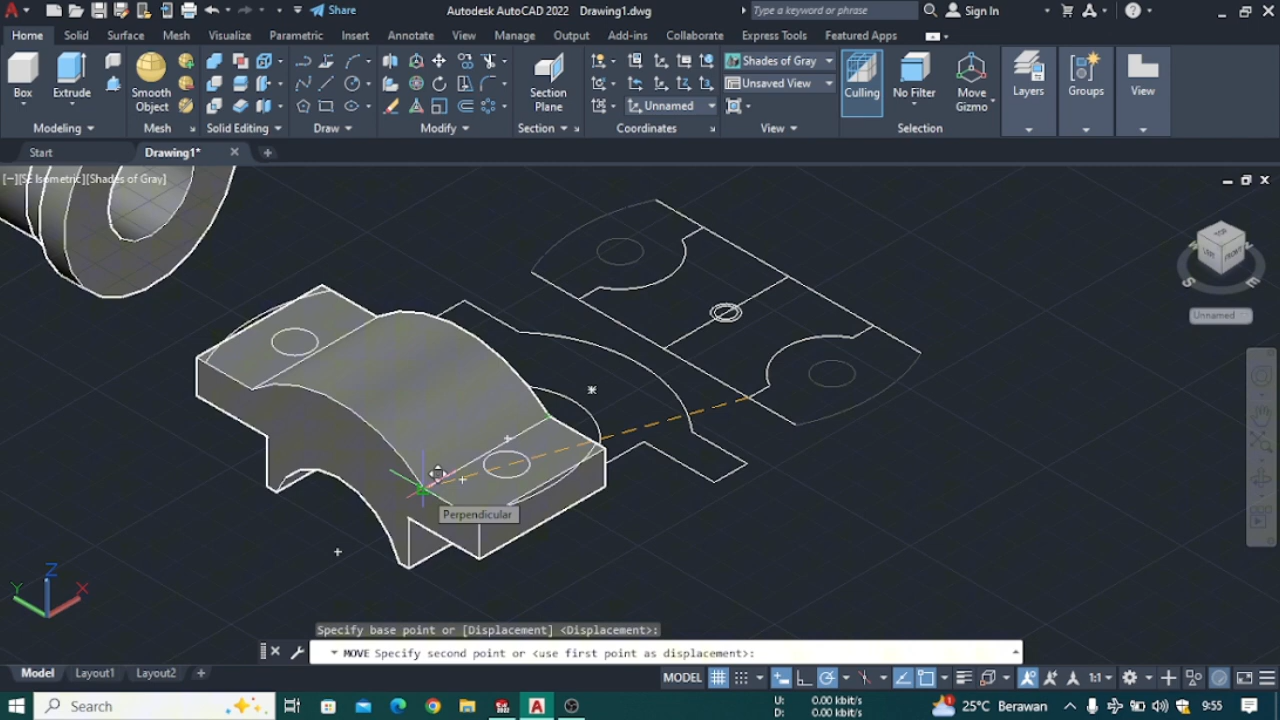 Share
Autodesk AutoCAD 2022 Drawing1.dwg
Type a keyword or phrase
Sign In
Home Solid Surface Mesh Visualize Parametric Insert Annotate View Manage Output Add-ins Collaborate Express Tools Featured Apps
Box
Extrude
Smooth Object
Section Plane
Shades of Gray
Unsaved View
Unnamed
Culling
No Filter
Move Gizmo
Layers
Groups
View
Modeling Mesh Solid Editing Draw Modify Section Coordinates View Selection
Start Drawing1*
[−][SE Isometric][Shades of Gray]
TOP
FRONT
S
E
Unnamed
Perpendicular
Z
Y X
Specify base point or [Displacement] <Displacement>:
MOVE Specify second point or <use first point as displacement>:
Model Layout1 Layout2 +
MODEL
1:1
Search
U: 0.00 kbit/s
D: 0.00 kbit/s
25°C Berawan
9:55